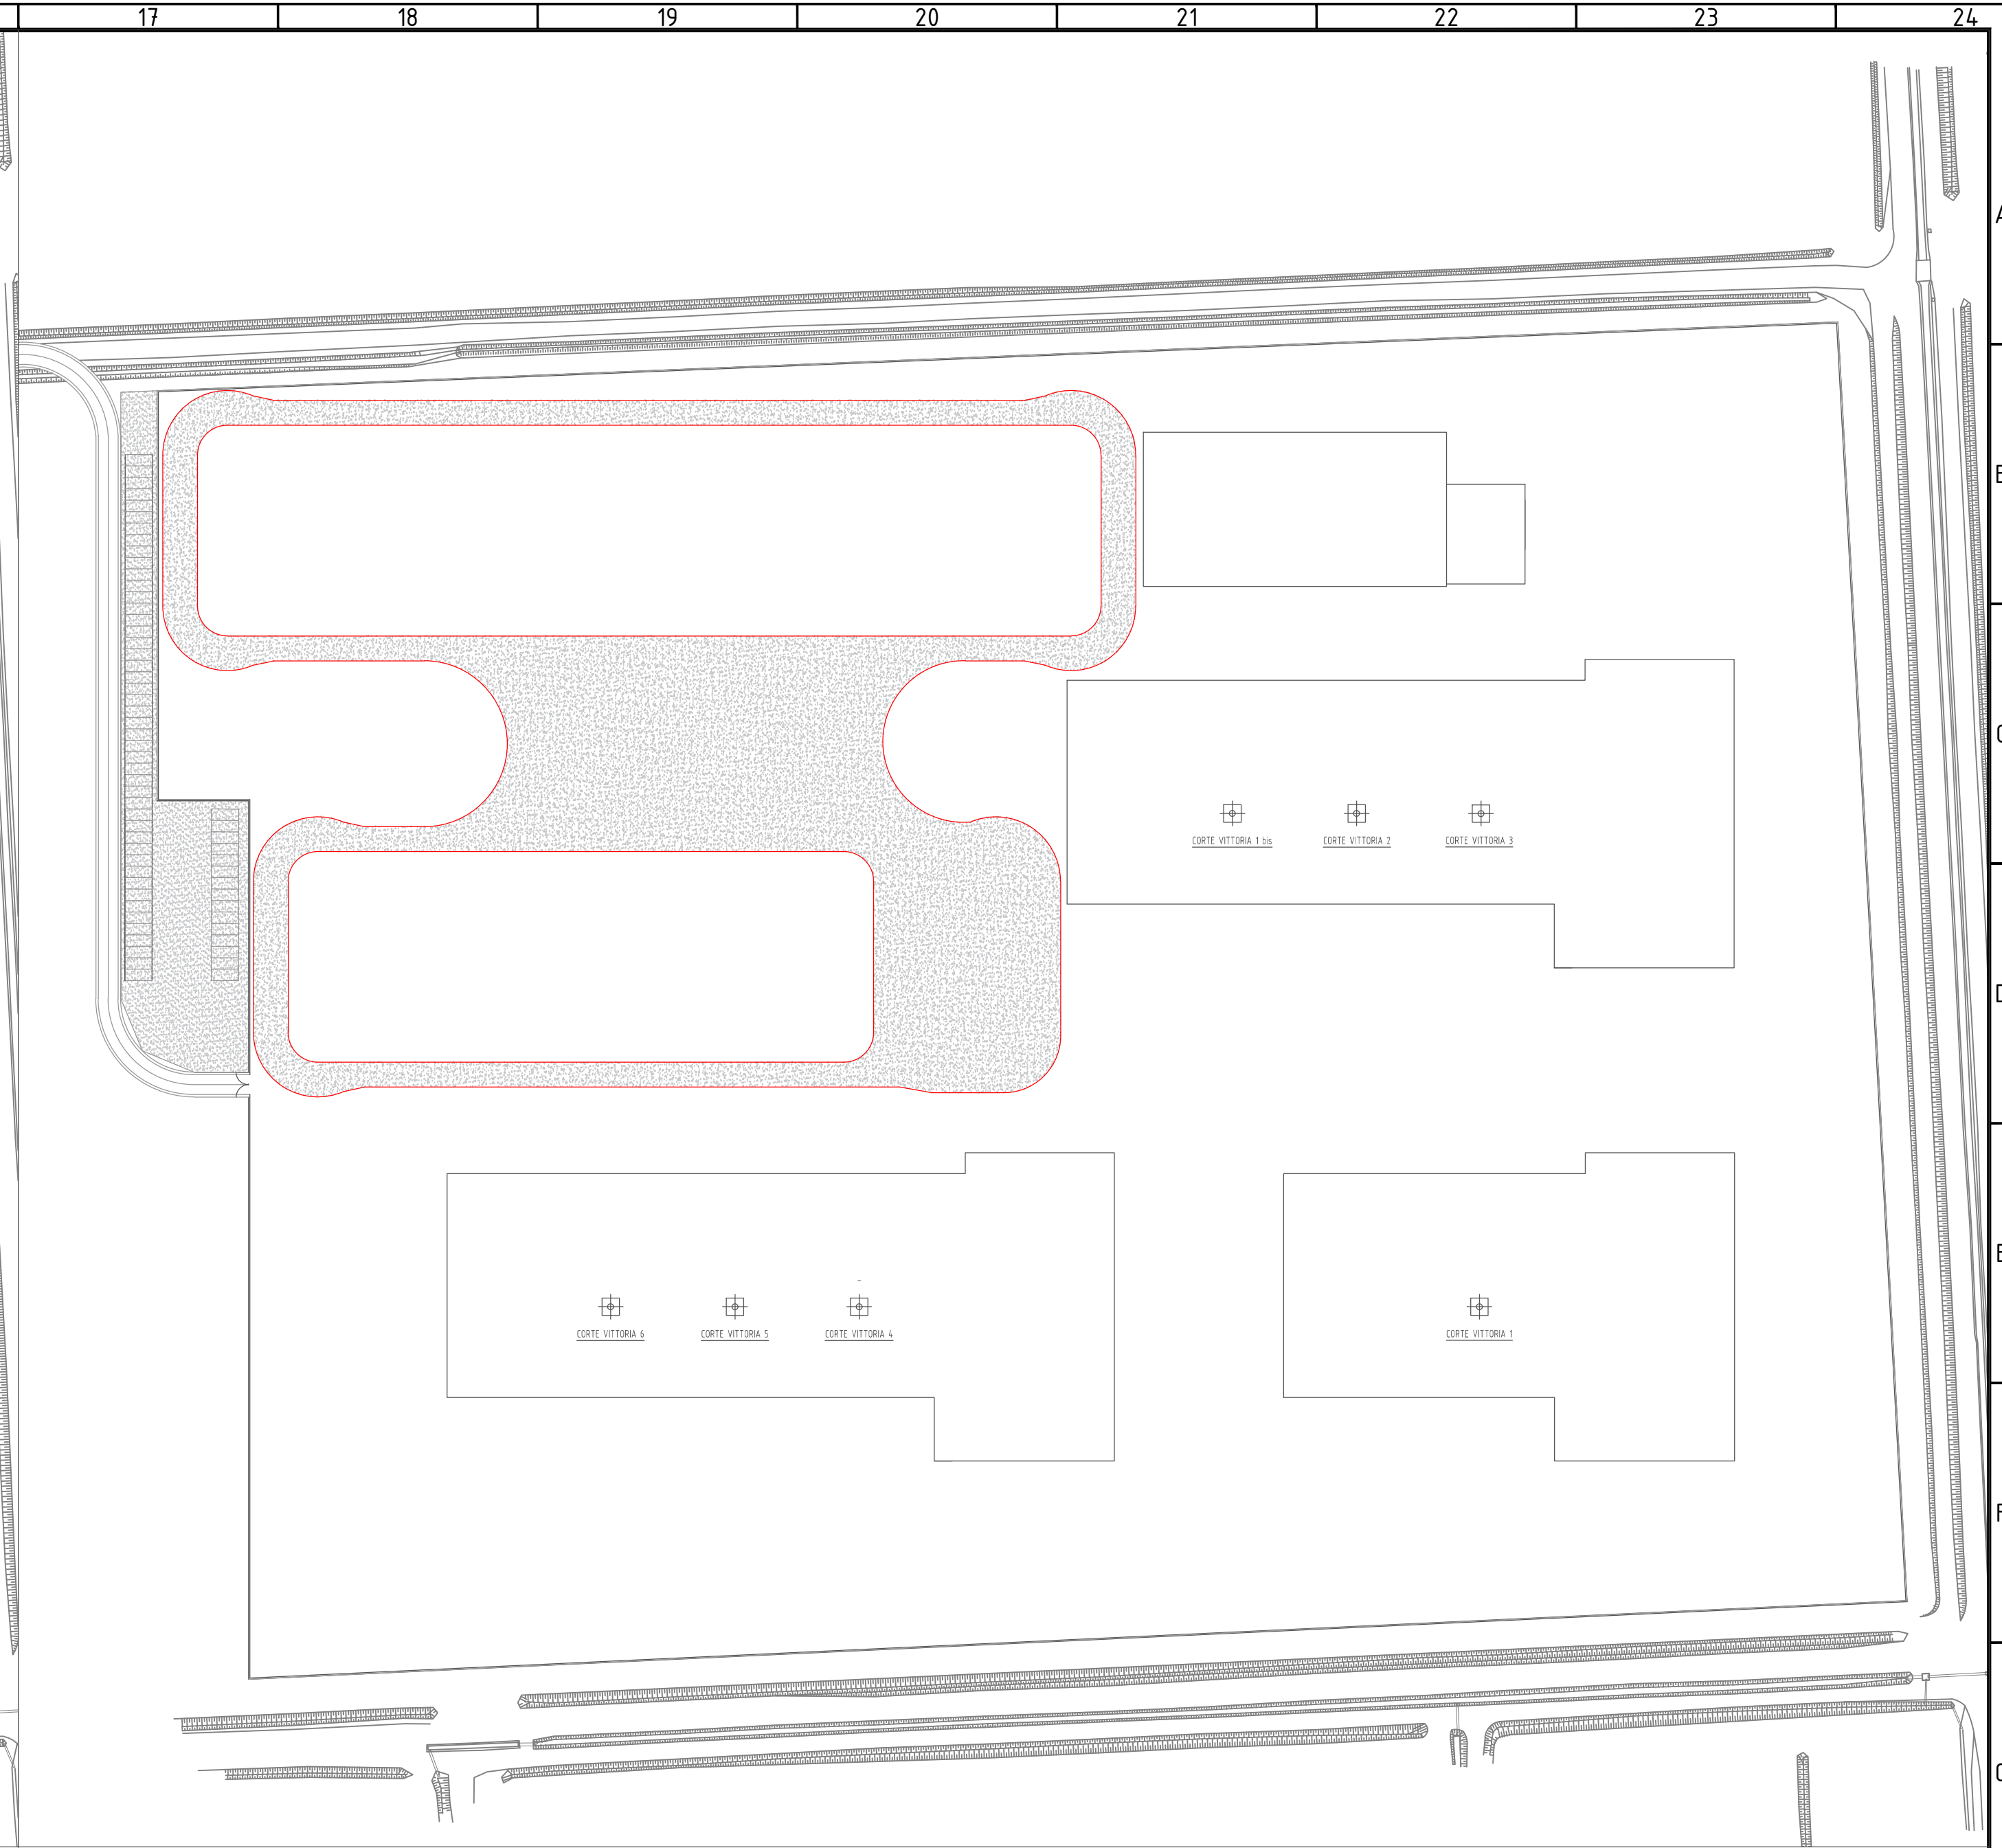 17 18 19 20 21 22 23 24
A
B
C
CORTE VITTORIA 1 bis CORTE VITTORIA 2 CORTE VITTORIA 3
D
E
CORTE VITTORIA 6 CORTE VITTORIA 5 CORTE VITTORIA 4 CORTE VITTORIA 1
F